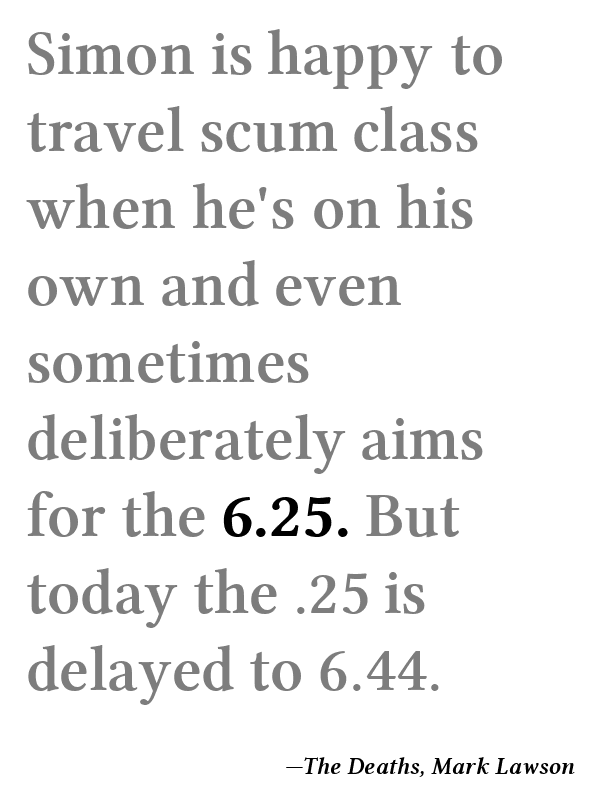 Simon is happy to
travel scum class
when he's on his
own and even
sometimes
deliberately aims
for the 6.25. But
today the .25 is
delayed to 6.44.
—The Deaths, Mark Lawson